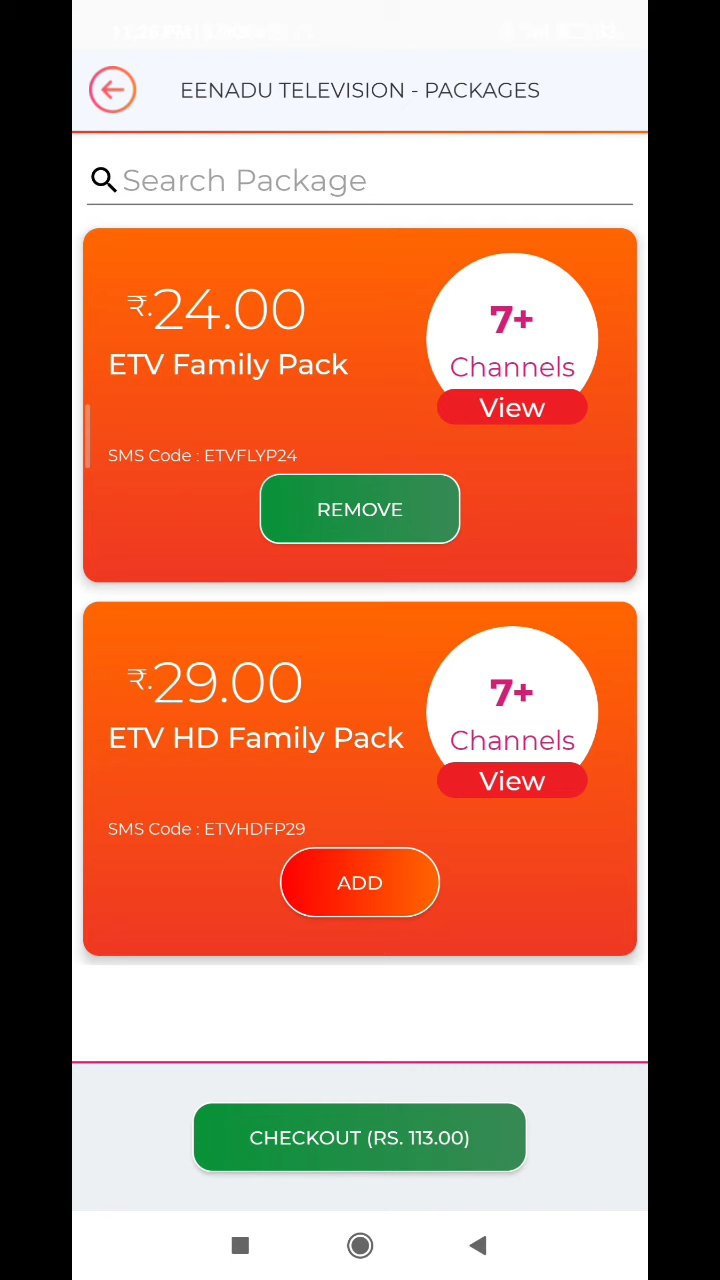 EENADU TELEVISION - PACKAGES
Search Package
₹.24.00
ETV Family Pack
7+
Channels
View
SMS Code : ETVFLYP24
REMOVE
₹.29.00
ETV HD Family Pack
7+
Channels
View
SMS Code : ETVHDFP29
ADD
CHECKOUT (RS. 113.00)